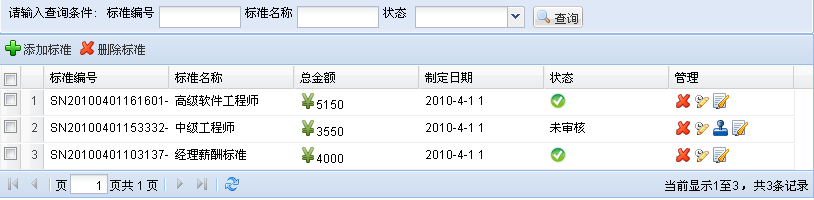 请输入查询条件: 标准编号 标准名称 状态 查询
添加标准 删除标准
标准编号 标准名称 总金额 制定日期 状态 管理
1 SN20100401161601- 高级软件工程师 ¥5150 2010-4-1 1
2 SN20100401153332- 中级工程师 ¥3550 2010-4-1 1 未审核
3 SN20100401103137- 经理薪酬标准 ¥4000 2010-4-1 1
页 1 页共 1 页 当前显示1至3，共3条记录